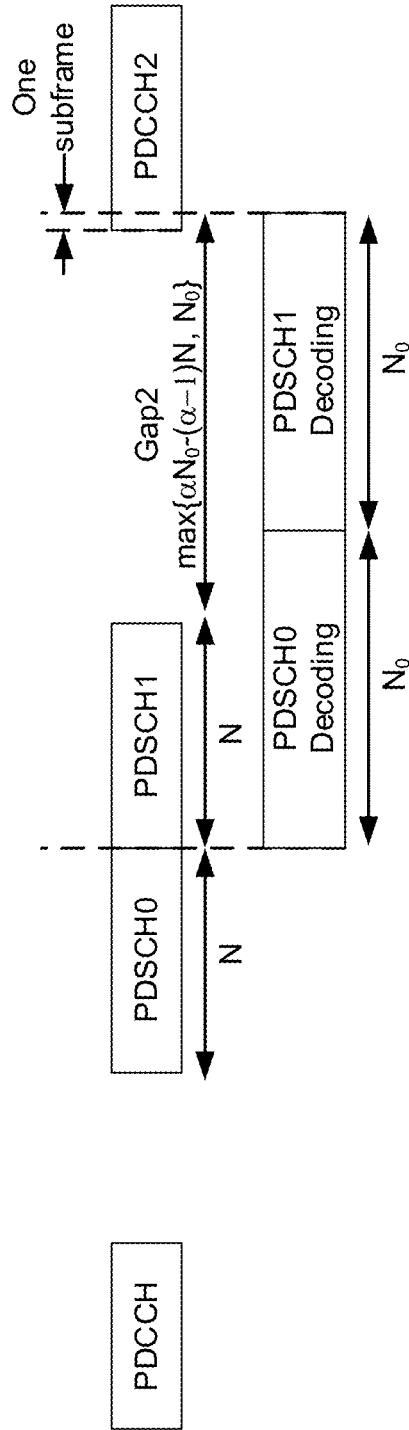 One
subframe
PDCCH
PDSCH0
PDSCH1
PDCCH2
N
N
Gap2
max{αN₀-(α−1)N, N₀}
PDSCH0
Decoding
PDSCH1
Decoding
N₀
N₀